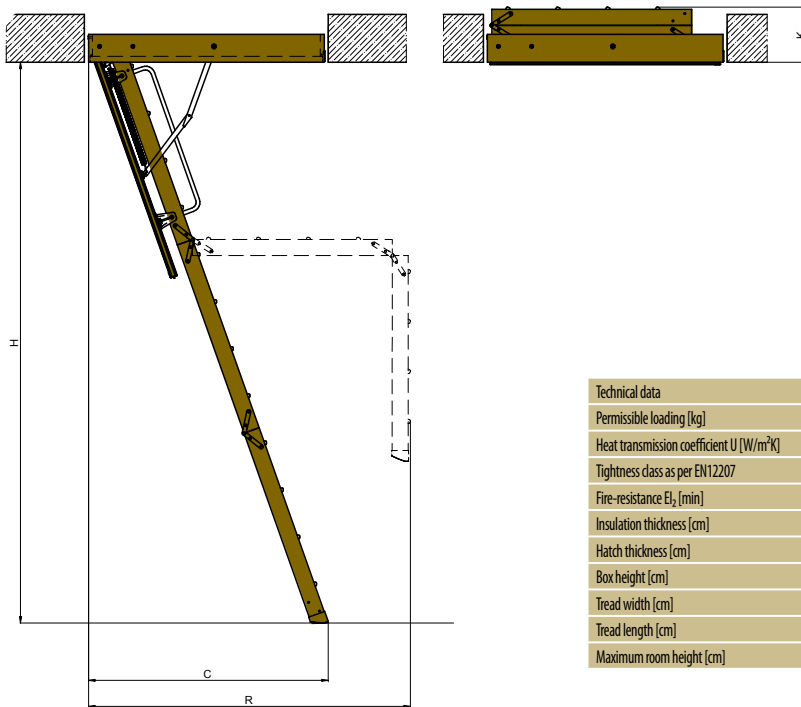 K
H
C
R
Technical data
Permissible loading [kg]
Heat transmission coefficient U [W/m²K]
Tightness class as per EN12207
Fire-resistance EI₂ [min]
Insulation thickness [cm]
Hatch thickness [cm]
Box height [cm]
Tread width [cm]
Tread length [cm]
Maximum room height [cm]